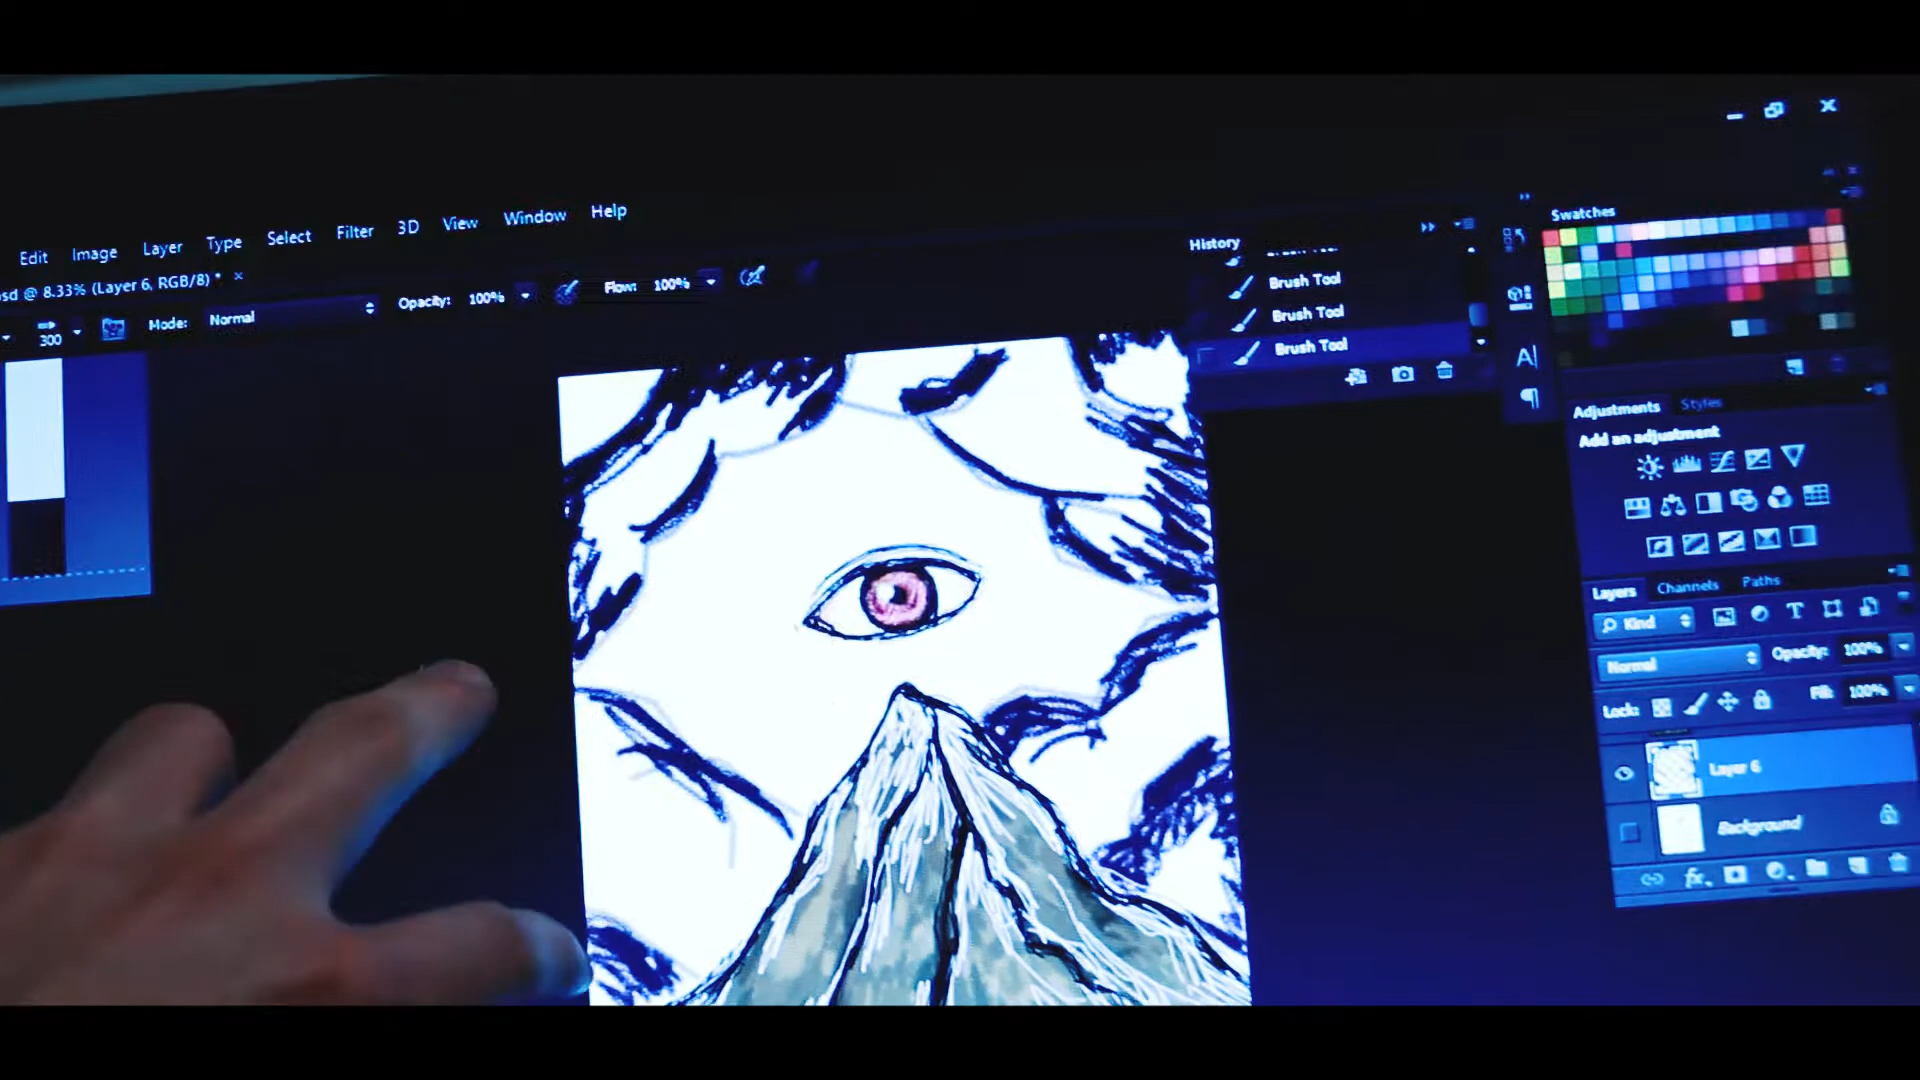 Edit Image Layer Type Select Filter 3D View Window Help
sd @ 8.33% (Layer 6, RGB/8) * ×
300 Mode: Normal Opacity: 100% Flow: 100%
History
Brush Tool
Brush Tool
Brush Tool
Swatches
Adjustments Styles
Add an adjustment
Layers Channels Paths
Kind
Normal Opacity: 100%
Lock: Fill: 100%
Layer 6
Background
fx